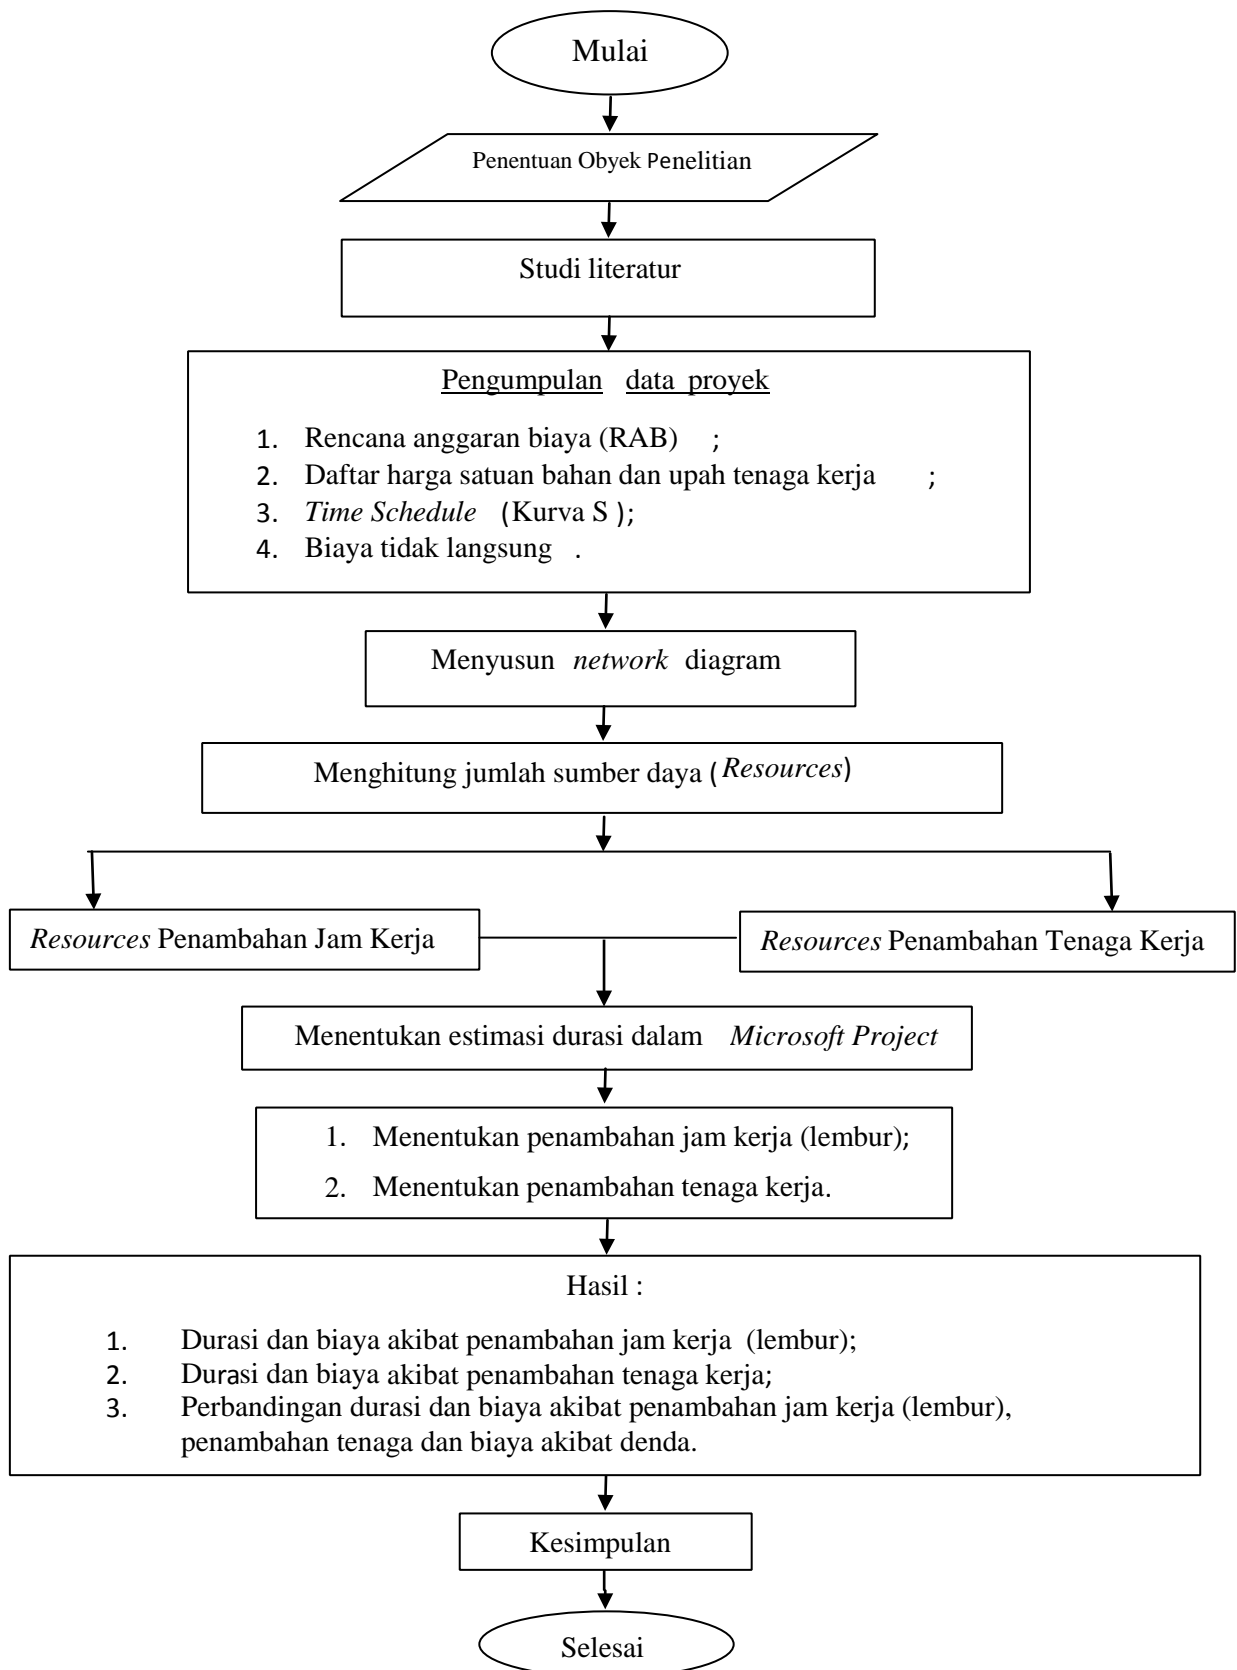 Mulai
Penentuan Obyek Penelitian
Studi literatur
Pengumpulan data proyek
1. Rencana anggaran biaya (RAB) ;
2. Daftar harga satuan bahan dan upah tenaga kerja ;
3. Time Schedule (Kurva S );
4. Biaya tidak langsung .
Menyusun network diagram
Menghitung jumlah sumber daya (Resources)
Resources Penambahan Jam Kerja
Resources Penambahan Tenaga Kerja
Menentukan estimasi durasi dalam Microsoft Project
1. Menentukan penambahan jam kerja (lembur);
2. Menentukan penambahan tenaga kerja.
Hasil :
1. Durasi dan biaya akibat penambahan jam kerja (lembur);
2. Durasi dan biaya akibat penambahan tenaga kerja;
3. Perbandingan durasi dan biaya akibat penambahan jam kerja (lembur),
penambahan tenaga dan biaya akibat denda.
Kesimpulan
Selesai